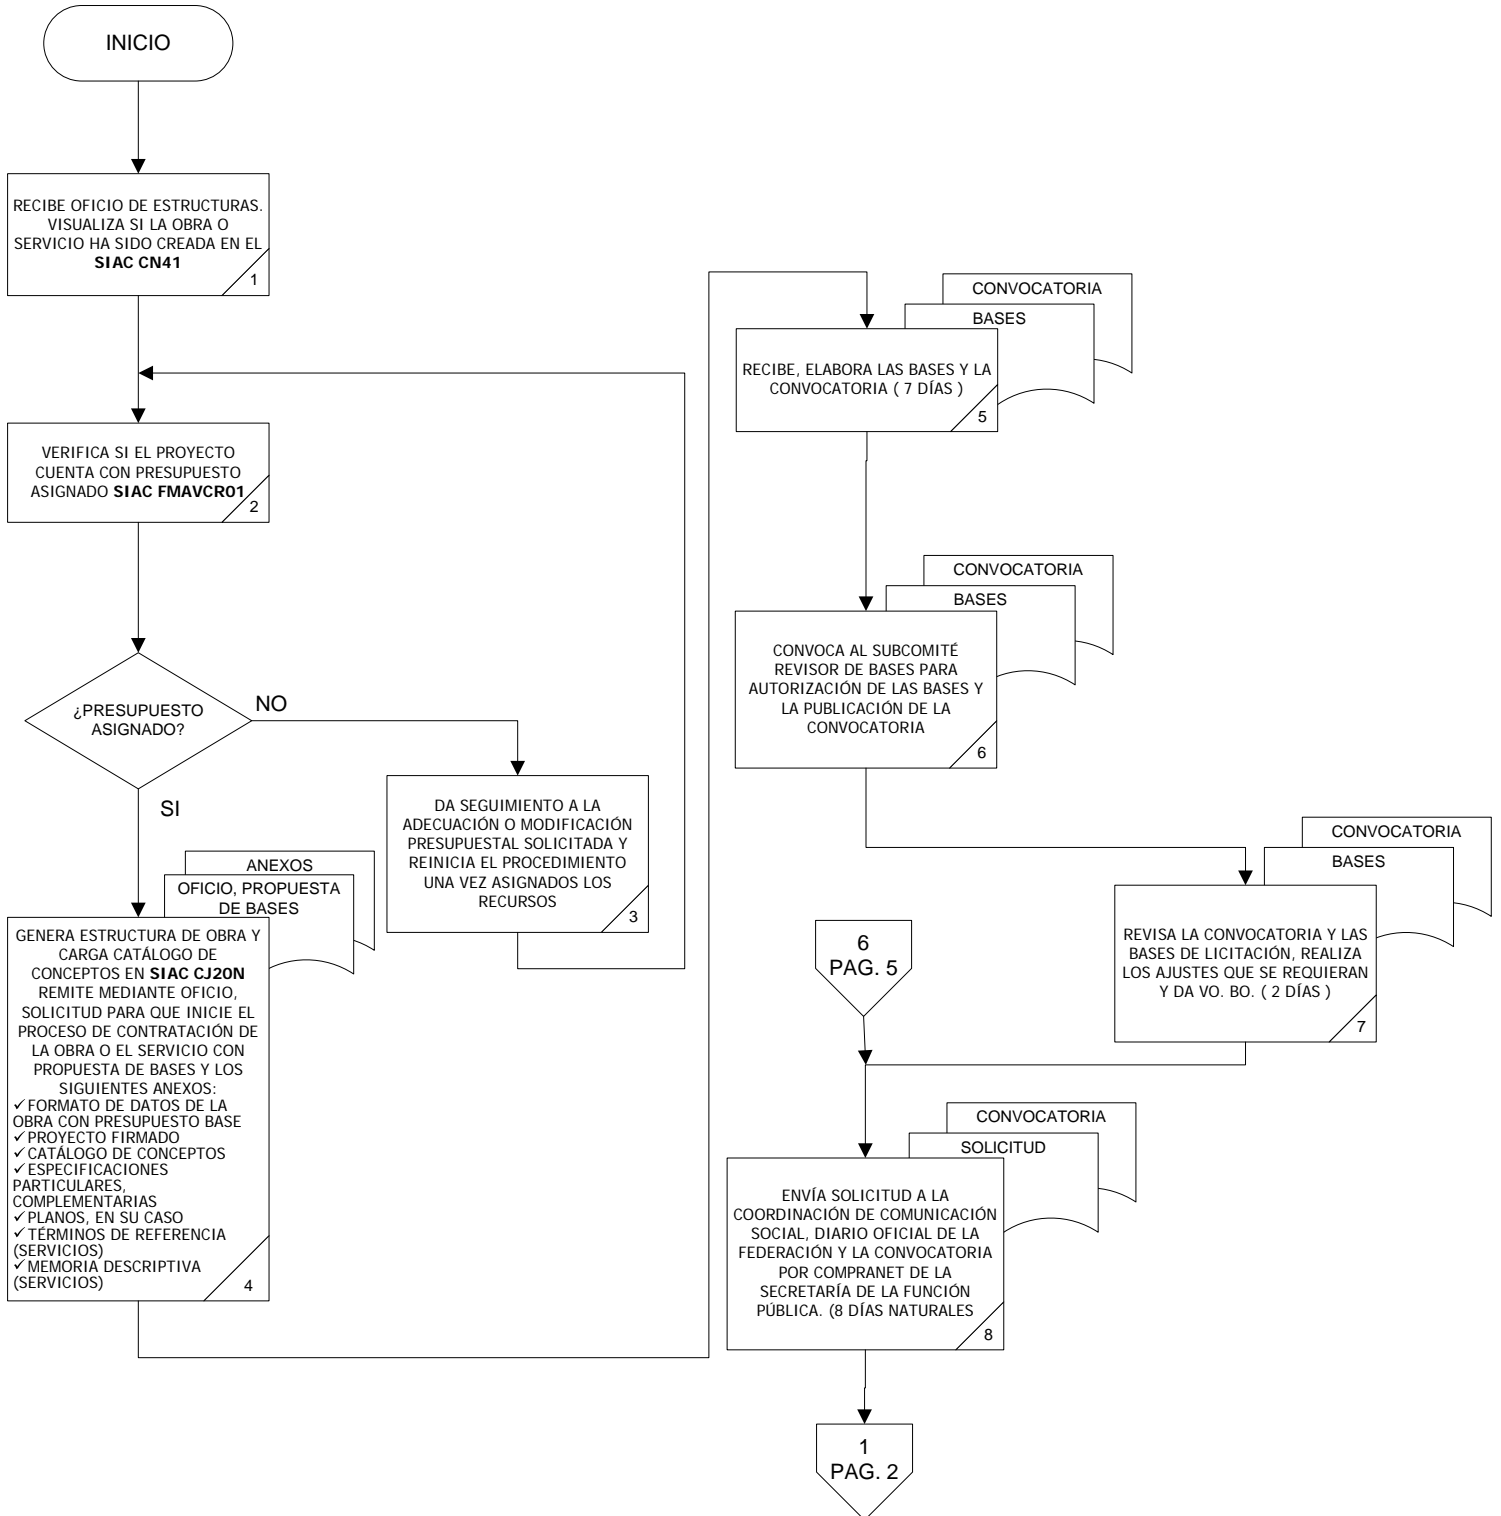 INICIO
RECIBE OFICIO DE ESTRUCTURAS.
VISUALIZA SI LA OBRA O
SERVICIO HA SIDO CREADA EN EL
SIAC CN41
1
VERIFICA SI EL PROYECTO
CUENTA CON PRESUPUESTO
ASIGNADO SIAC FMAVCR01
2
¿PRESUPUESTO
ASIGNADO?
NO
SI
DA SEGUIMIENTO A LA
ADECUACIÓN O MODIFICACIÓN
PRESUPUESTAL SOLICITADA Y
REINICIA EL PROCEDIMIENTO
UNA VEZ ASIGNADOS LOS
RECURSOS
3
ANEXOS
OFICIO, PROPUESTA
DE BASES
GENERA ESTRUCTURA DE OBRA Y
CARGA CATÁLOGO DE
CONCEPTOS EN SIAC CJ20N
REMITE MEDIANTE OFICIO,
SOLICITUD PARA QUE INICIE EL
PROCESO DE CONTRATACIÓN DE
LA OBRA O EL SERVICIO CON
PROPUESTA DE BASES Y LOS
SIGUIENTES ANEXOS:
✓FORMATO DE DATOS DE LA
OBRA CON PRESUPUESTO BASE
✓PROYECTO FIRMADO
✓CATÁLOGO DE CONCEPTOS
✓ESPECIFICACIONES
PARTICULARES,
COMPLEMENTARIAS
✓PLANOS, EN SU CASO
✓TÉRMINOS DE REFERENCIA
(SERVICIOS)
✓MEMORIA DESCRIPTIVA
(SERVICIOS)
4
CONVOCATORIA
BASES
RECIBE, ELABORA LAS BASES Y LA
CONVOCATORIA ( 7 DÍAS )
5
CONVOCATORIA
BASES
CONVOCA AL SUBCOMITÉ
REVISOR DE BASES PARA
AUTORIZACIÓN DE LAS BASES Y
LA PUBLICACIÓN DE LA
CONVOCATORIA
6
CONVOCATORIA
BASES
REVISA LA CONVOCATORIA Y LAS
BASES DE LICITACIÓN, REALIZA
LOS AJUSTES QUE SE REQUIERAN
Y DA VO. BO. ( 2 DÍAS )
7
6
PAG. 5
CONVOCATORIA
SOLICITUD
ENVÍA SOLICITUD A LA
COORDINACIÓN DE COMUNICACIÓN
SOCIAL, DIARIO OFICIAL DE LA
FEDERACIÓN Y LA CONVOCATORIA
POR COMPRANET DE LA
SECRETARÍA DE LA FUNCIÓN
PÚBLICA. (8 DÍAS NATURALES
8
1
PAG. 2